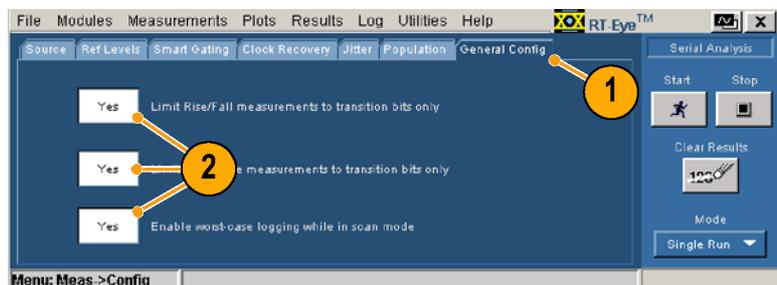 File Modules Measurements Plots Results Log Utilities Help RT-Eye™ X
Source Ref Levels Smart Gating Clock Recovery Jitter Population General Config
Serial Analysis
1
Start Stop
Yes Limit Rise/Fall measurements to transition bits only
Clear Results
123
2
Yes measurements to transition bits only
Yes Enable worst-case logging while in scan mode
Mode
Single Run
Menu: Meas->Config